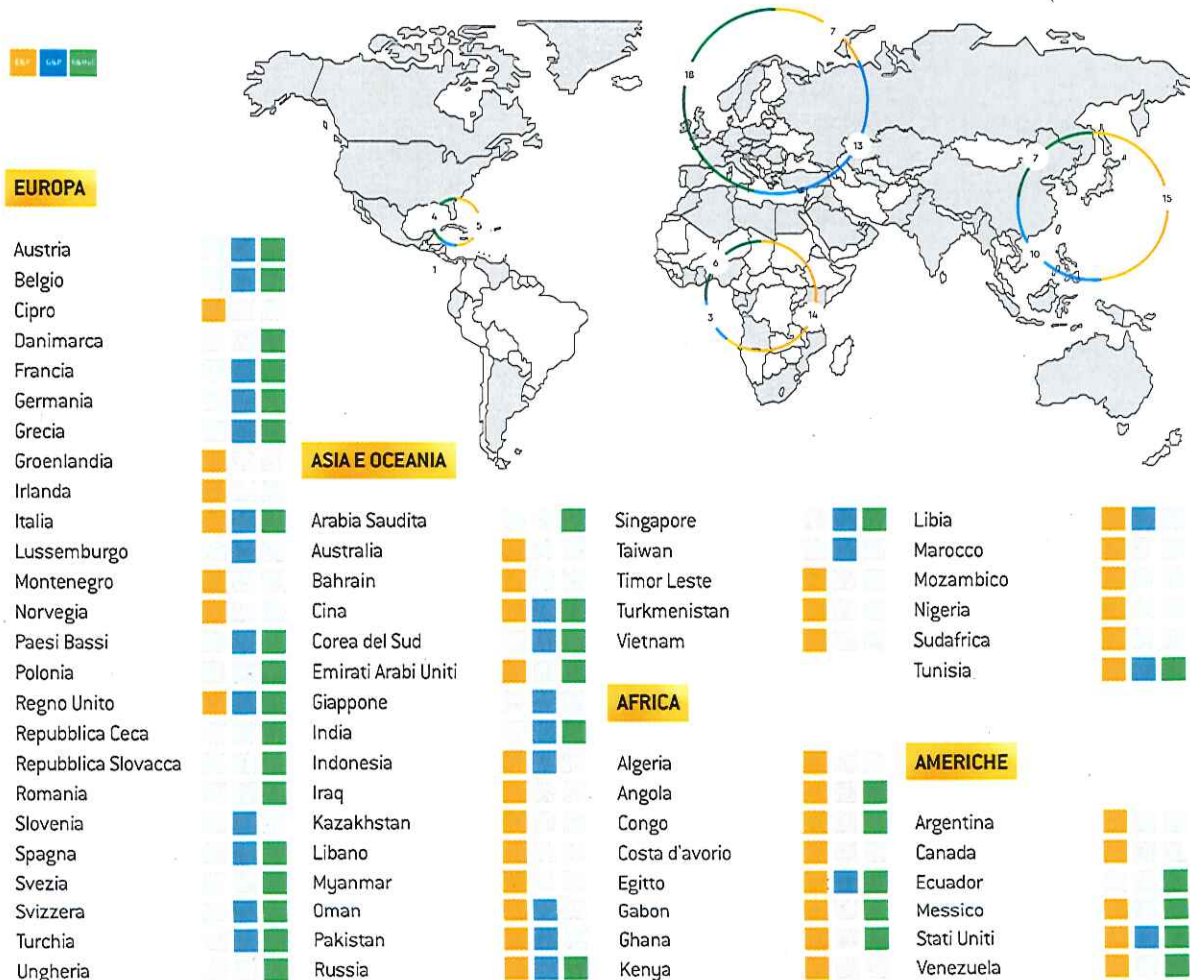 E&P G&P R&MeC
7
18
13
7
4
5
15
6
10
1
3
14
EUROPA
Austria
Belgio
Cipro
Danimarca
Francia
Germania
Grecia
Groenlandia
Irlanda
Italia
Lussemburgo
Montenegro
Norvegia
Paesi Bassi
Polonia
Regno Unito
Repubblica Ceca
Repubblica Slovacca
Romania
Slovenia
Spagna
Svezia
Svizzera
Turchia
Ungheria
ASIA E OCEANIA
Arabia Saudita
Australia
Bahrain
Cina
Corea del Sud
Emirati Arabi Uniti
Giappone
India
Indonesia
Iraq
Kazakhstan
Libano
Myanmar
Oman
Pakistan
Russia
Singapore
Taiwan
Timor Leste
Turkmenistan
Vietnam
AFRICA
Algeria
Angola
Congo
Costa d'avorio
Egitto
Gabon
Ghana
Kenya
Libia
Marocco
Mozambico
Nigeria
Sudafrica
Tunisia
AMERICHE
Argentina
Canada
Ecuador
Messico
Stati Uniti
Venezuela